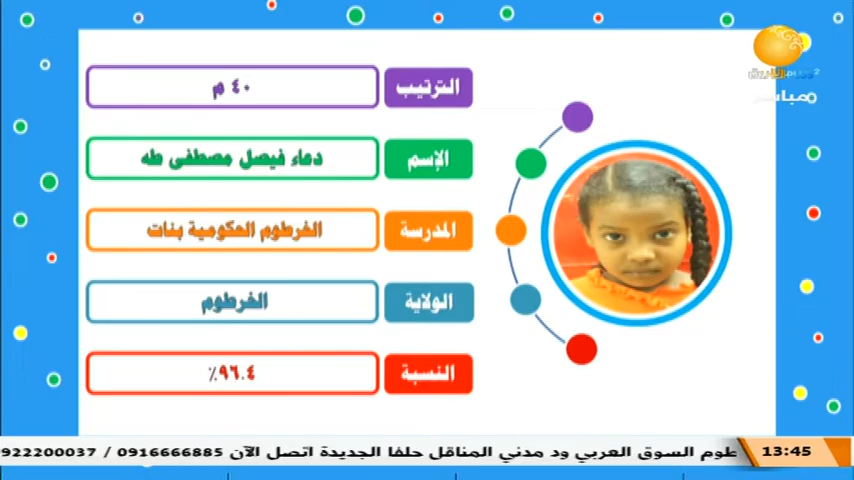 مباشر
الترتيب ٤٠ م
الإسم دعاء فيصل مصطفى طه
المدرسة الخرطوم الحكومية بنات
الولاية الخرطوم
النسبة ٩٦.٤٪
طوم السوق العربي ود مدني المناقل حلفا الجديدة اتصل الآن 0916666885 / 922200037
13:45